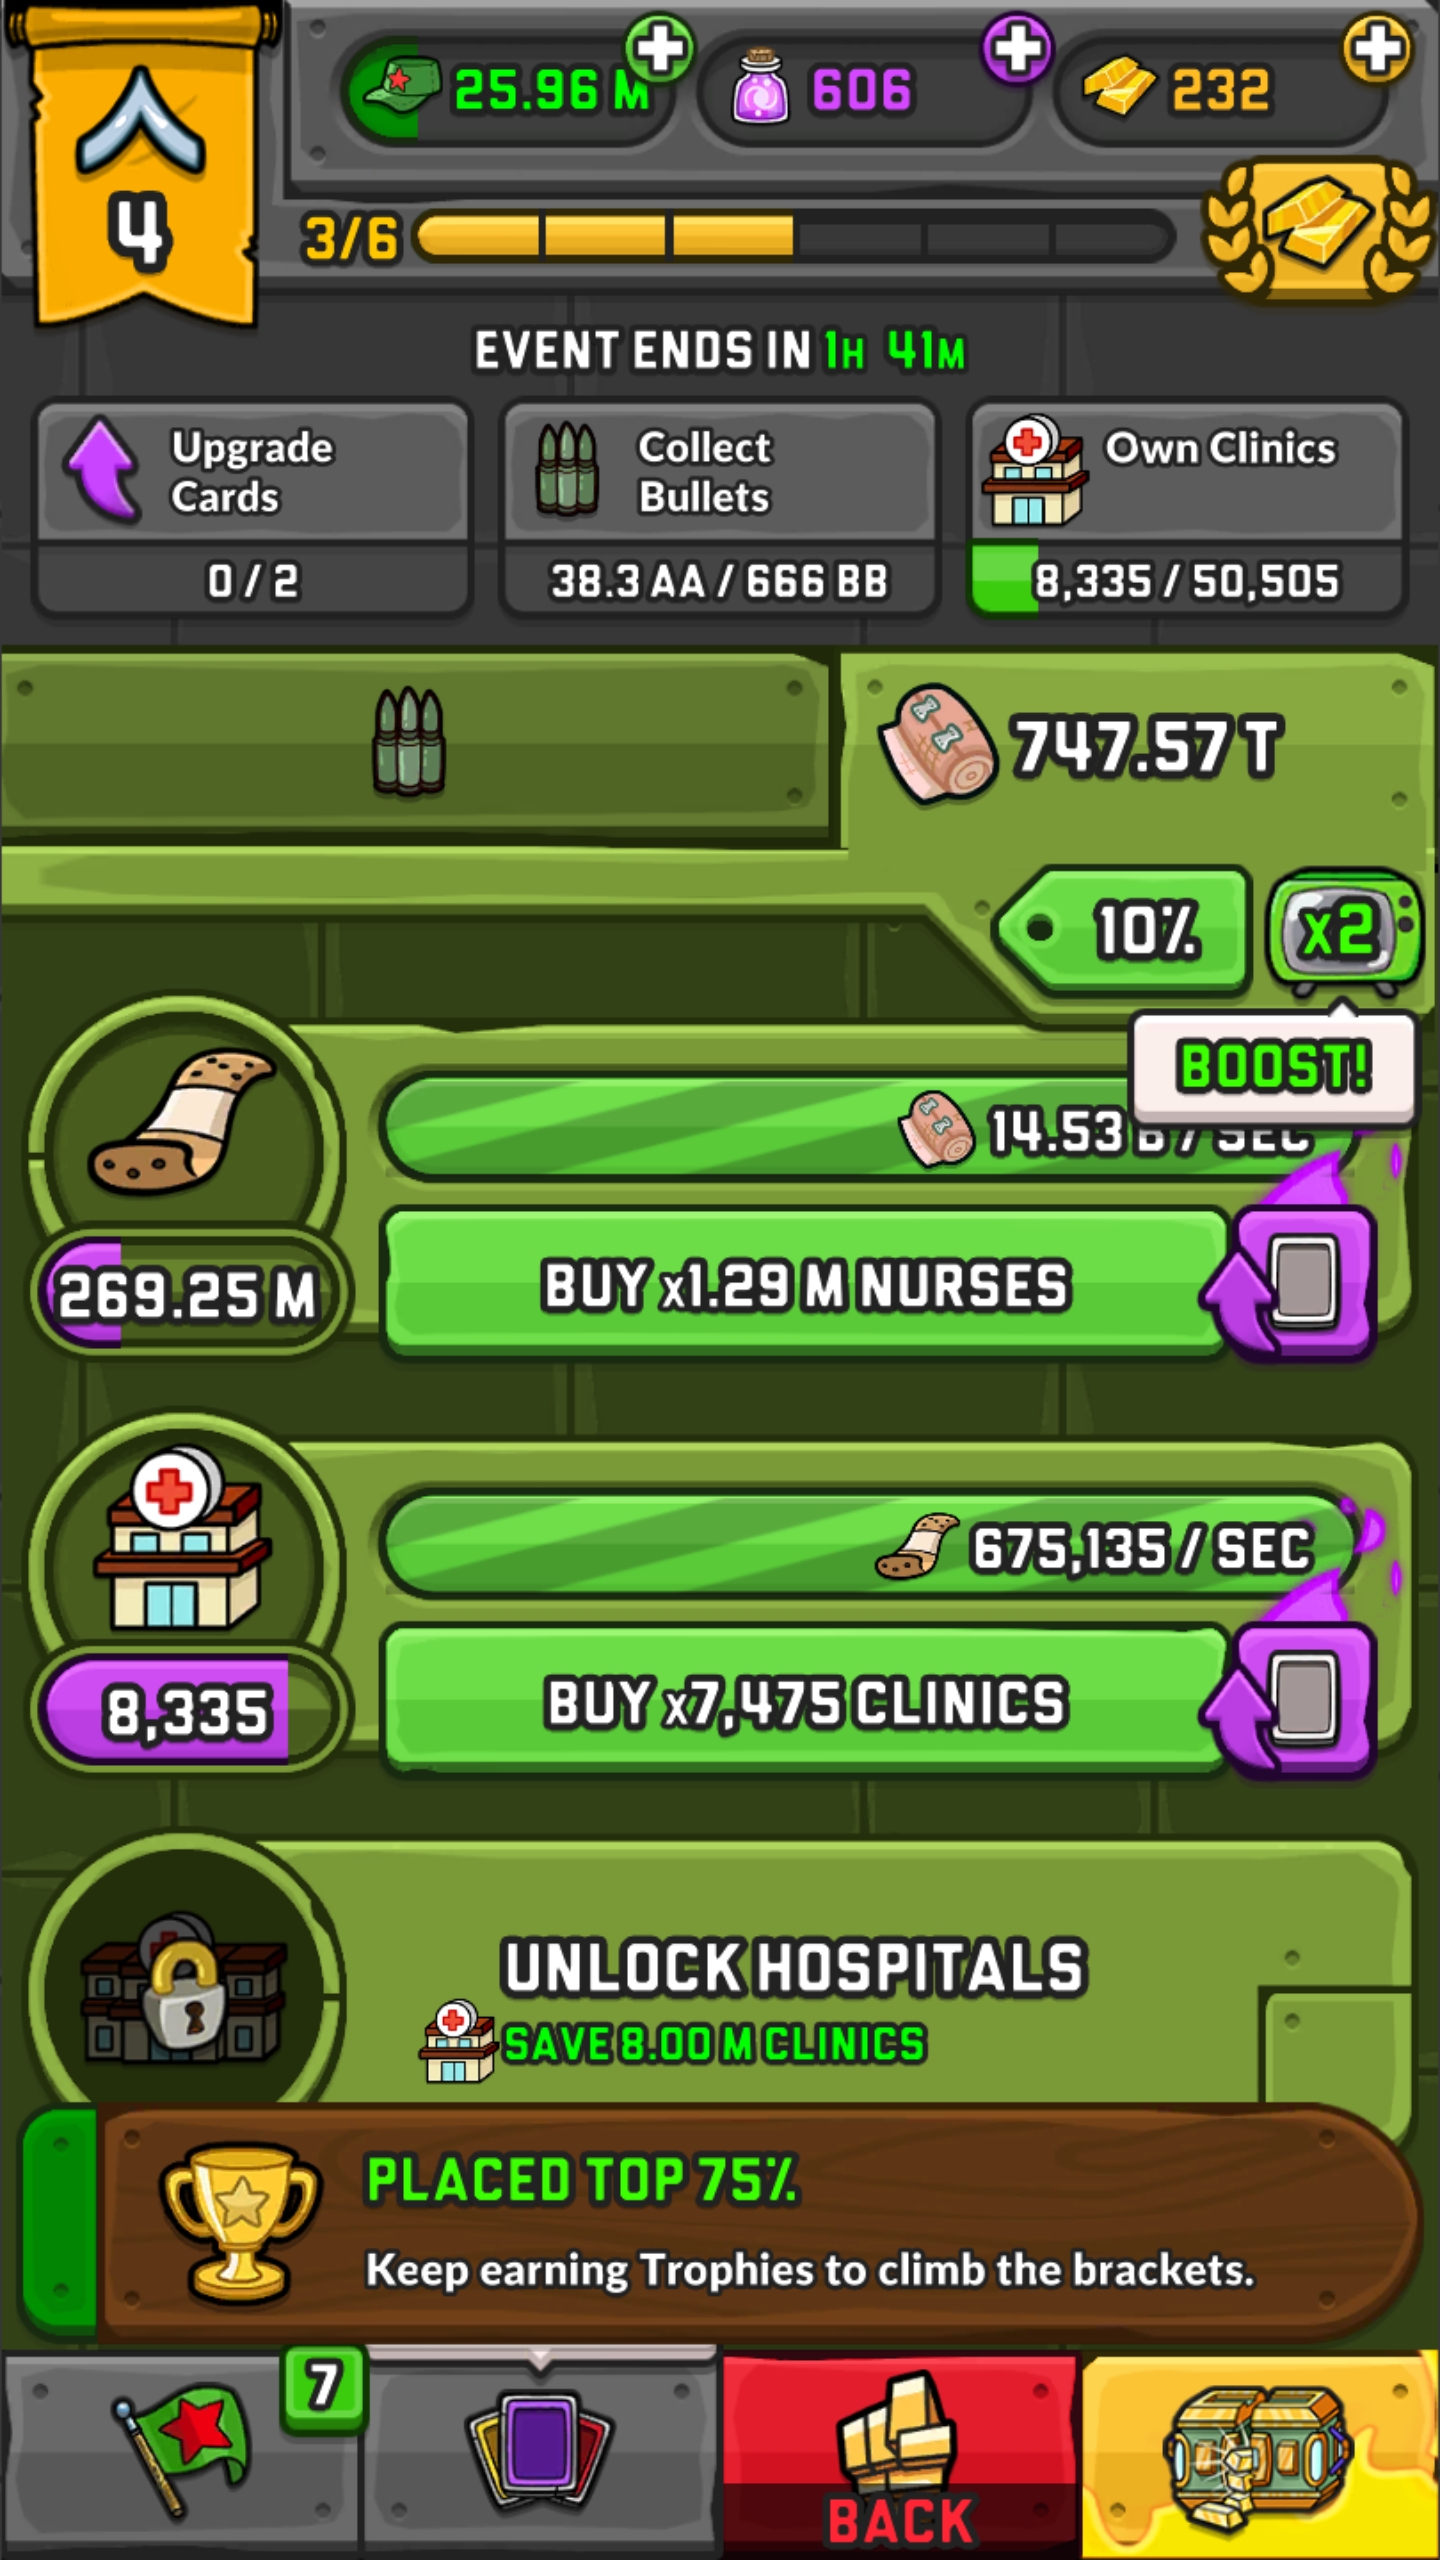 25.96 M
606
232
4
3/6
EVENT ENDS IN 1H 41M
Upgrade
Cards
Collect
Bullets
Own Clinics
0 / 2
38.3 AA / 666 BB
8,335 / 50,505
747.57 T
10%
x2
BOOST!
14.53 B / SEC
269.25 M
BUY x1.29 M NURSES
675,135 / SEC
8,335
BUY x7,475 CLINICS
UNLOCK HOSPITALS
SAVE 8.00 M CLINICS
PLACED TOP 75%
Keep earning Trophies to climb the brackets.
7
BACK